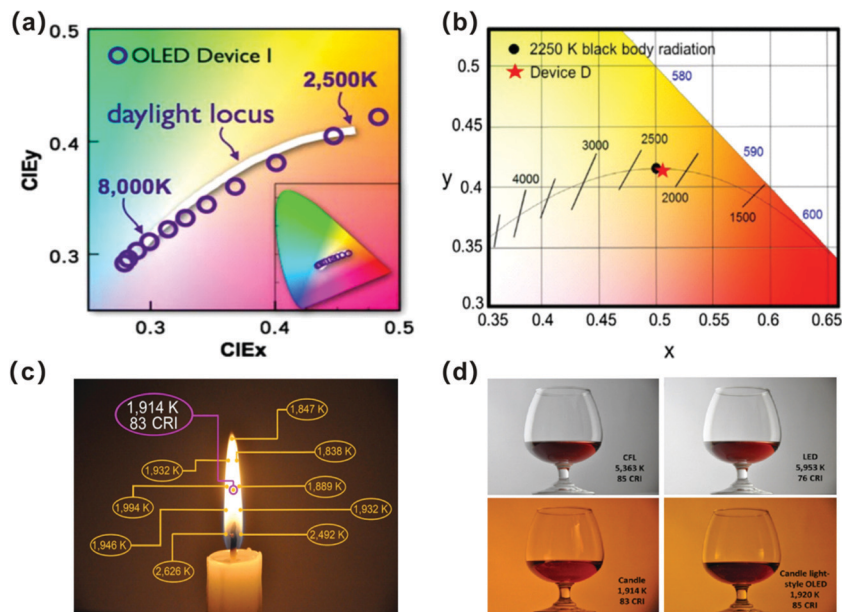 (a)
0.5
OLED Device I
2,500K
daylight locus
0.4
CIEy
8,000K
0.3
0.3
0.4
0.5
CIEx
(b)
2250 K black body radiation
Device D
0.5
580
0.45
590
3000
2500
4000
y
0.4
2000
1500
600
0.35
0.3
0.35
0.4
0.45
0.5
0.55
0.6
0.65
x
(c)
1,914 K
83 CRI
1,847 K
1,838 K
1,932 K
1,889 K
1,994 K
1,932 K
1,946 K
2,492 K
2,626 K
(d)
CFL
5,363 K
85 CRI
LED
5,953 K
76 CRI
Candle
1,914 K
83 CRI
Candle light-
style OLED
1,920 K
85 CRI